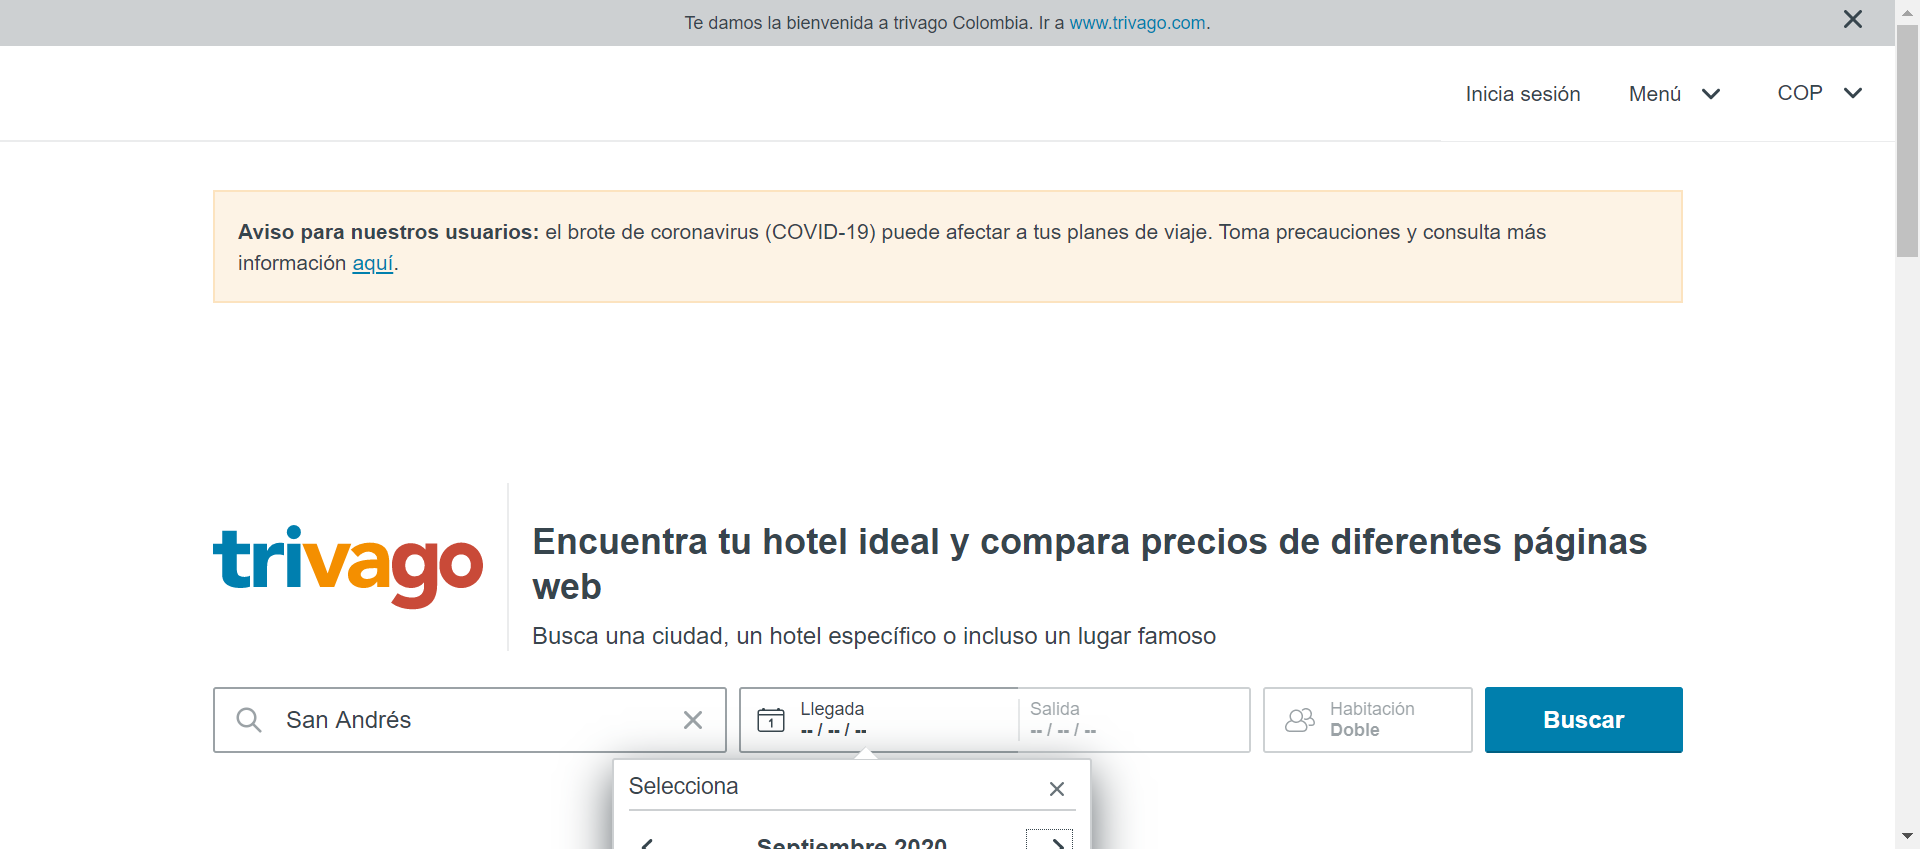 Te damos la bienvenida a trivago Colombia. Ir a www.trivago.com.
Inicia sesión
Menú
COP
Aviso para nuestros usuarios: el brote de coronavirus (COVID-19) puede afectar a tus planes de viaje. Toma precauciones y consulta más
información aquí.
trivago
Encuentra tu hotel ideal y compara precios de diferentes páginas
web
Busca una ciudad, un hotel específico o incluso un lugar famoso
San Andrés
1
Llegada
-- / -- / --
Salida
-- / -- / --
Habitación
Doble
Buscar
Selecciona
Septiembre 2020